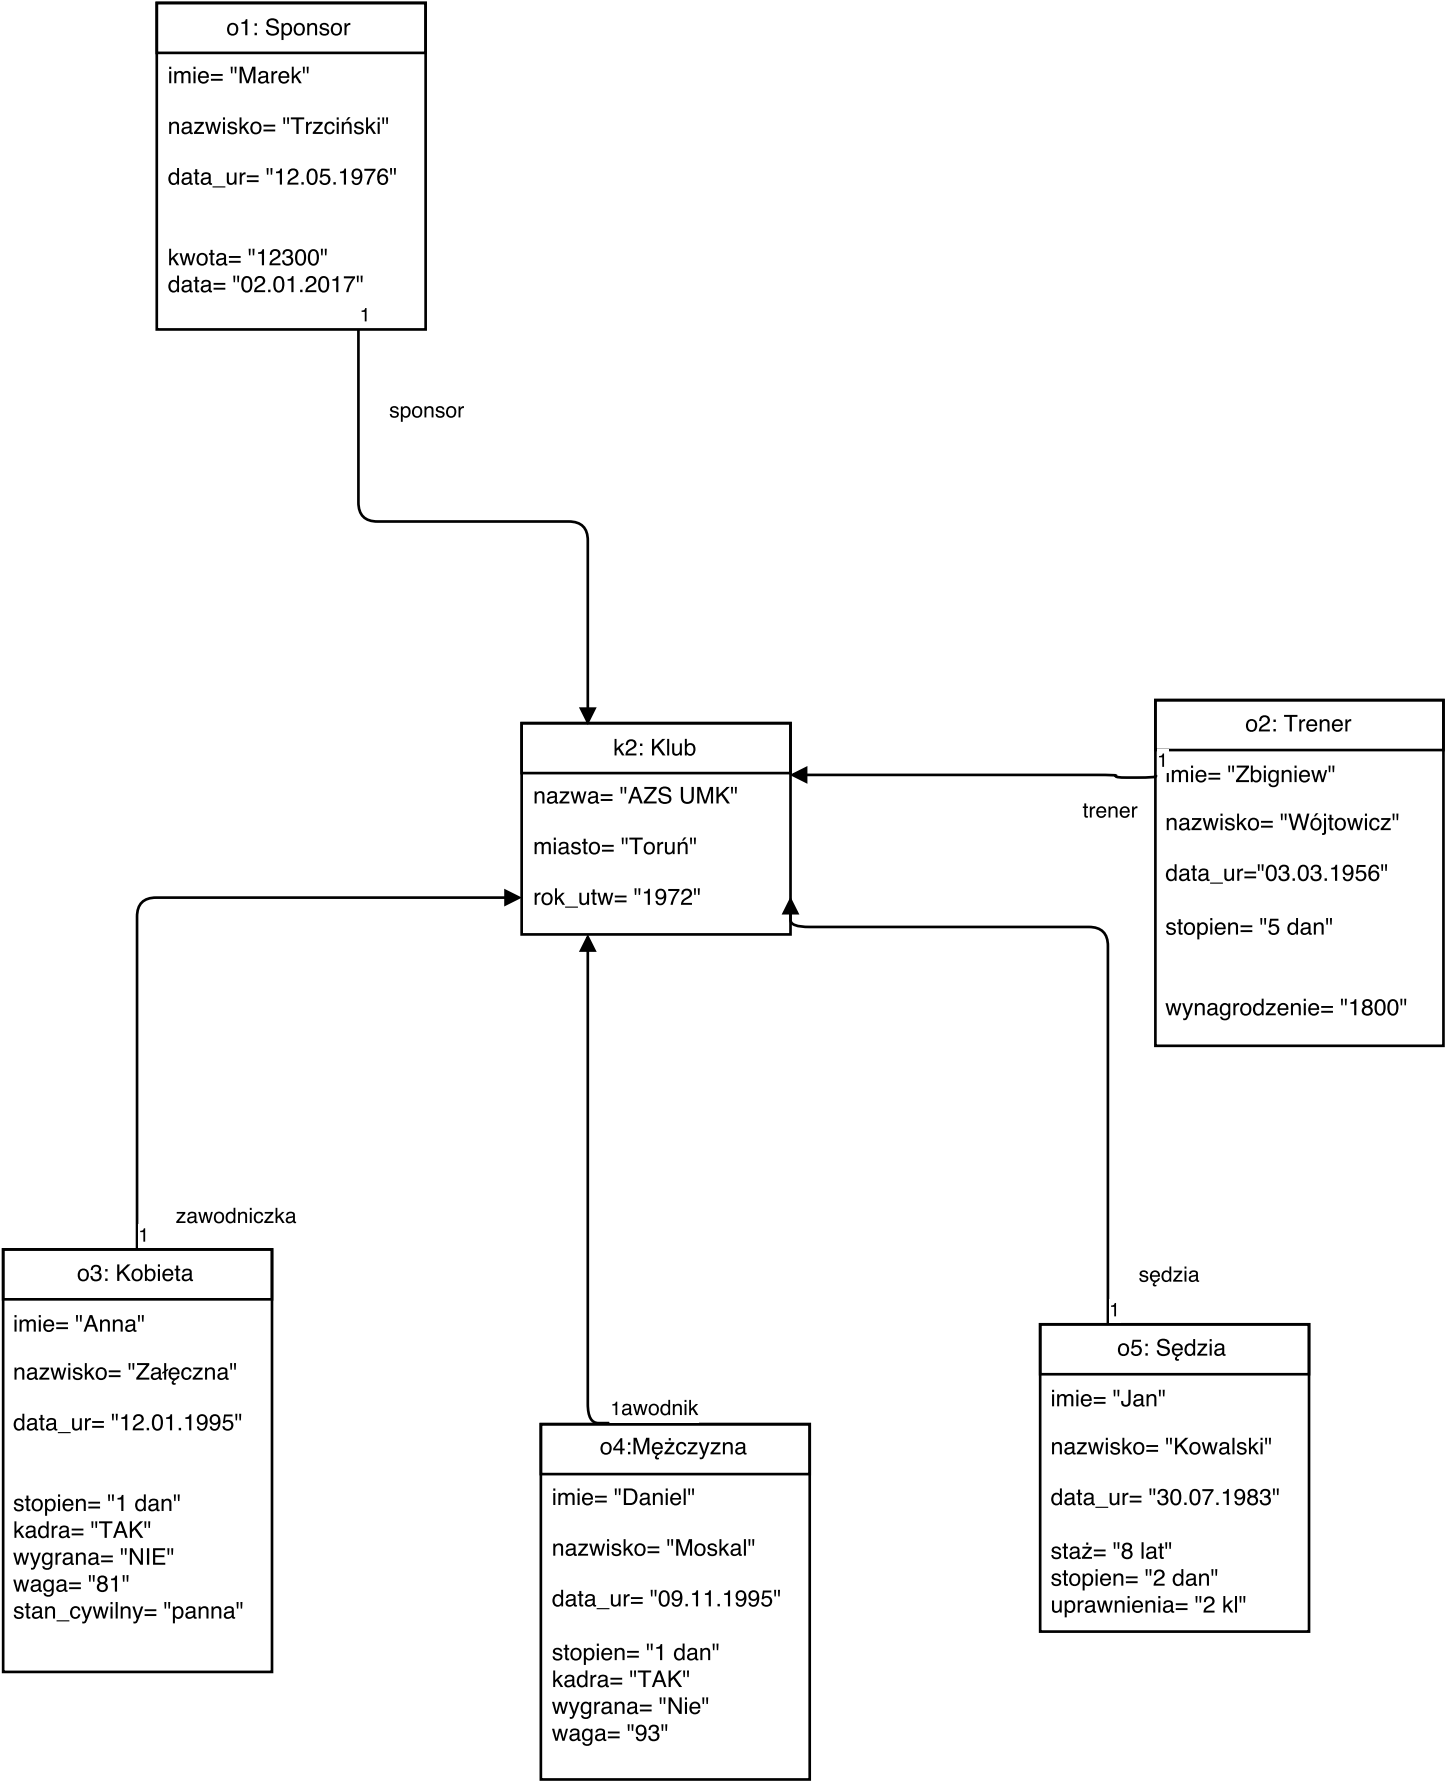 o1: Sponsor
imie= "Marek"
nazwisko= "Trzciński"
data_ur= "12.05.1976"
kwota= "12300"
data= "02.01.2017"
1
sponsor
k2: Klub
nazwa= "AZS UMK"
miasto= "Toruń"
rok_utw= "1972"
o2: Trener
1
imie= "Zbigniew"
trener
nazwisko= "Wójtowicz"
data_ur="03.03.1956"
stopien= "5 dan"
wynagrodzenie= "1800"
zawodniczka
1
o3: Kobieta
imie= "Anna"
nazwisko= "Załęczna"
data_ur= "12.01.1995"
stopien= "1 dan"
kadra= "TAK"
wygrana= "NIE"
waga= "81"
stan_cywilny= "panna"
1awodnik
o4:Mężczyzna
imie= "Daniel"
nazwisko= "Moskal"
data_ur= "09.11.1995"
stopien= "1 dan"
kadra= "TAK"
wygrana= "Nie"
waga= "93"
sędzia
1
o5: Sędzia
imie= "Jan"
nazwisko= "Kowalski"
data_ur= "30.07.1983"
staż= "8 lat"
stopien= "2 dan"
uprawnienia= "2 kl"